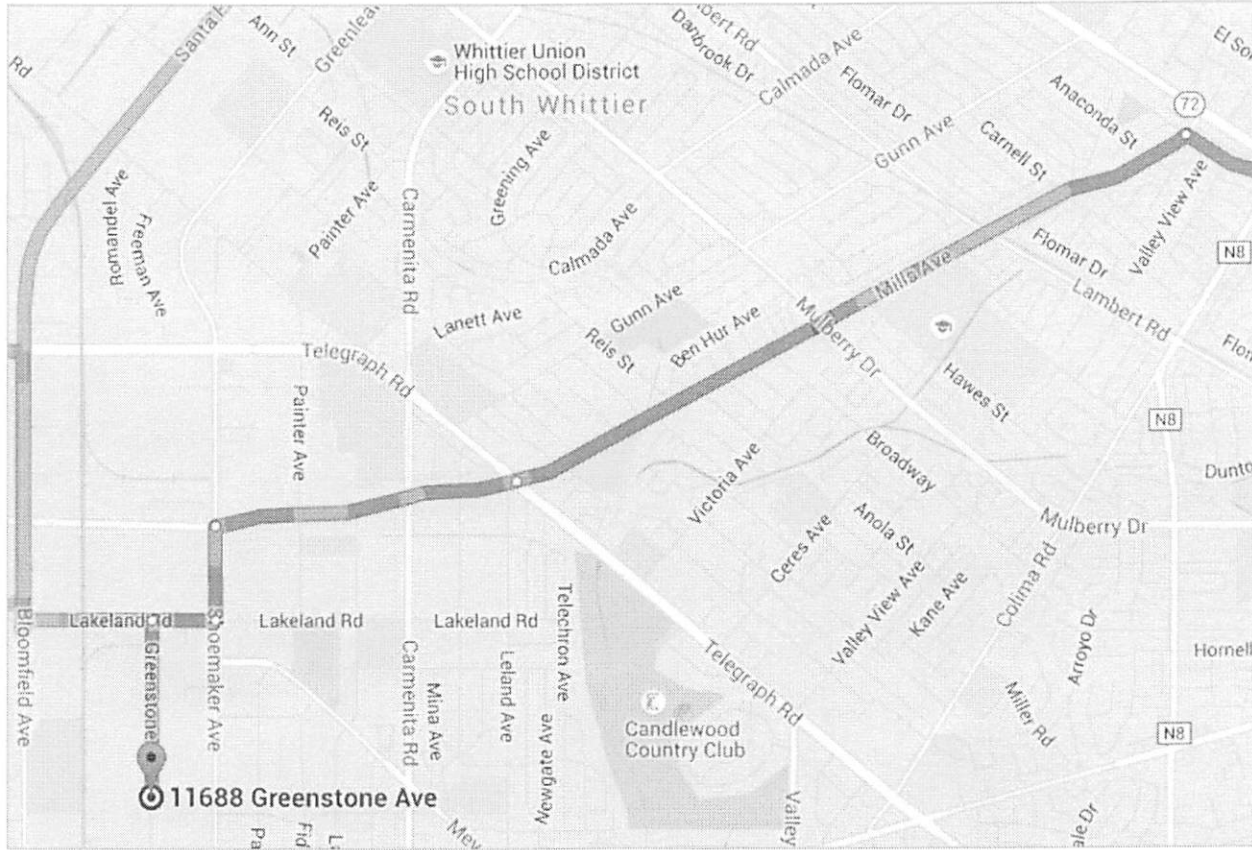 Rd
Santa
Ann St
Greenleaf
Whittier Union
High School District
South Whittier
Danbrook Dr
bert Rd
Calmada Ave
Flomar Dr
Gunn Ave
Carnell St
Anaconda St
72
Reis St
Painter Ave
Greening Ave
Carmenita Rd
Calmada Ave
Romandel Ave
Freeman Ave
Valley View Ave
N8
Flomar Dr
Lambert Rd
Mills Ave
Mulberry Dr
Lanett Ave
Gunn Ave
Reis St
Ben Hur Ave
Telegraph Rd
Painter Ave
Hawes St
N8
Broadway
Victoria Ave
Anola St
Ceres Ave
Mulberry Dr
Valley View Ave
Kane Ave
Colima Rd
Arroyo Dr
Miller Rd
N8
Lakeland Rd
Lakeland Rd
Lakeland Rd
Bloomfield Ave
Greenstone
Shoemaker Ave
Carmenita Rd
Mina Ave
Leland Ave
Telechron Ave
Newgate Ave
Telegraph Rd
Candlewood
Country Club
Valley
11688 Greenstone Ave